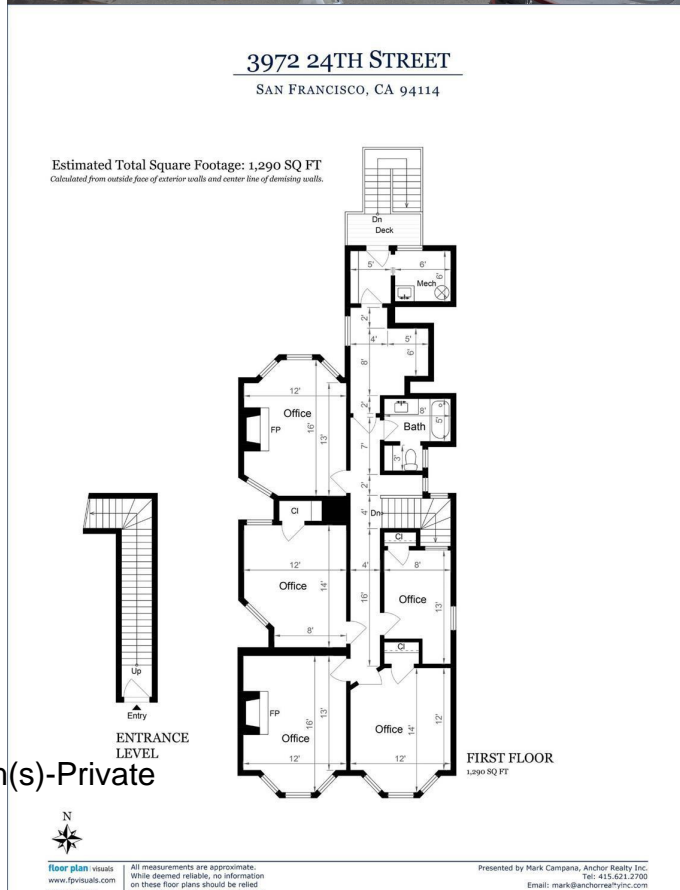 3972 24TH STREET
SAN FRANCISCO, CA 94114
Estimated Total Square Footage: 1,290 SQ FT
Calculated from outside face of exterior walls and center line of demising walls.
Dn
Deck
5'
6'
6'
Mech
2'
4'
5'
6'
8'
2'
12'
Office
FP
16'
13'
8'
5'
Bath
7'
3'
2'
Cl
4'
Dn
Cl
12'
4'
8'
Office
14'
16'
Office
13'
8'
Cl
Up
Entry
ENTRANCE
LEVEL
FP
16'
13'
Office
12'
Office
14'
12'
12'
FIRST FLOOR
1,290 SQ FT
n(s)-Private
N
floor plan visuals
www.fpvisuals.com
All measurements are approximate.
While deemed reliable, no information
on these floor plans should be relied
Presented by Mark Campana, Anchor Realty Inc.
Tel: 415.621.2700
Email: mark@anchorrealtyinc.com